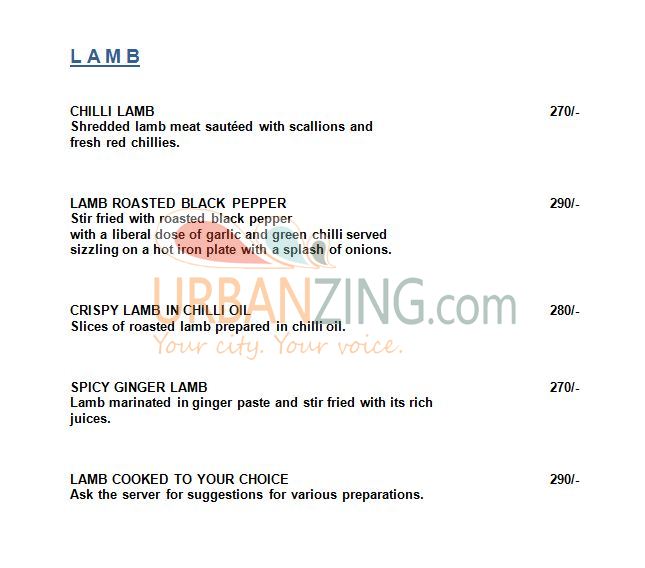 LAMB
CHILLI LAMB 270/-
Shredded lamb meat sautéed with scallions and
fresh red chillies.
LAMB ROASTED BLACK PEPPER 290/-
Stir fried with roasted black pepper
with a liberal dose of garlic and green chilli served
sizzling on a hot iron plate with a splash of onions.
URBANZING.com
Your city. Your voice.
CRISPY LAMB IN CHILLI OIL 280/-
Slices of roasted lamb prepared in chilli oil.
SPICY GINGER LAMB 270/-
Lamb marinated in ginger paste and stir fried with its rich
juices.
LAMB COOKED TO YOUR CHOICE 290/-
Ask the server for suggestions for various preparations.